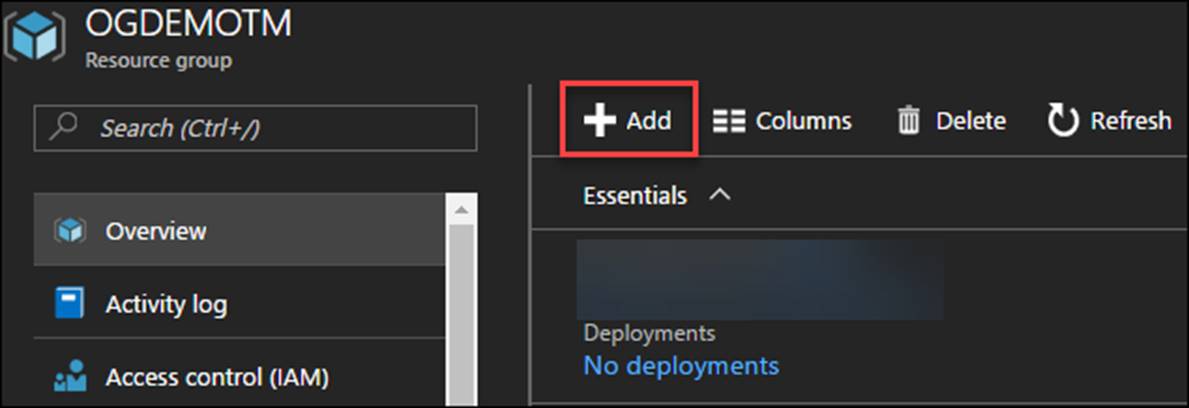 OGDEMOTM
Resource group
Search (Ctrl+/)
Overview
Activity log
Access control (IAM)
Add
Columns
Delete
Refresh
Essentials
Deployments
No deployments